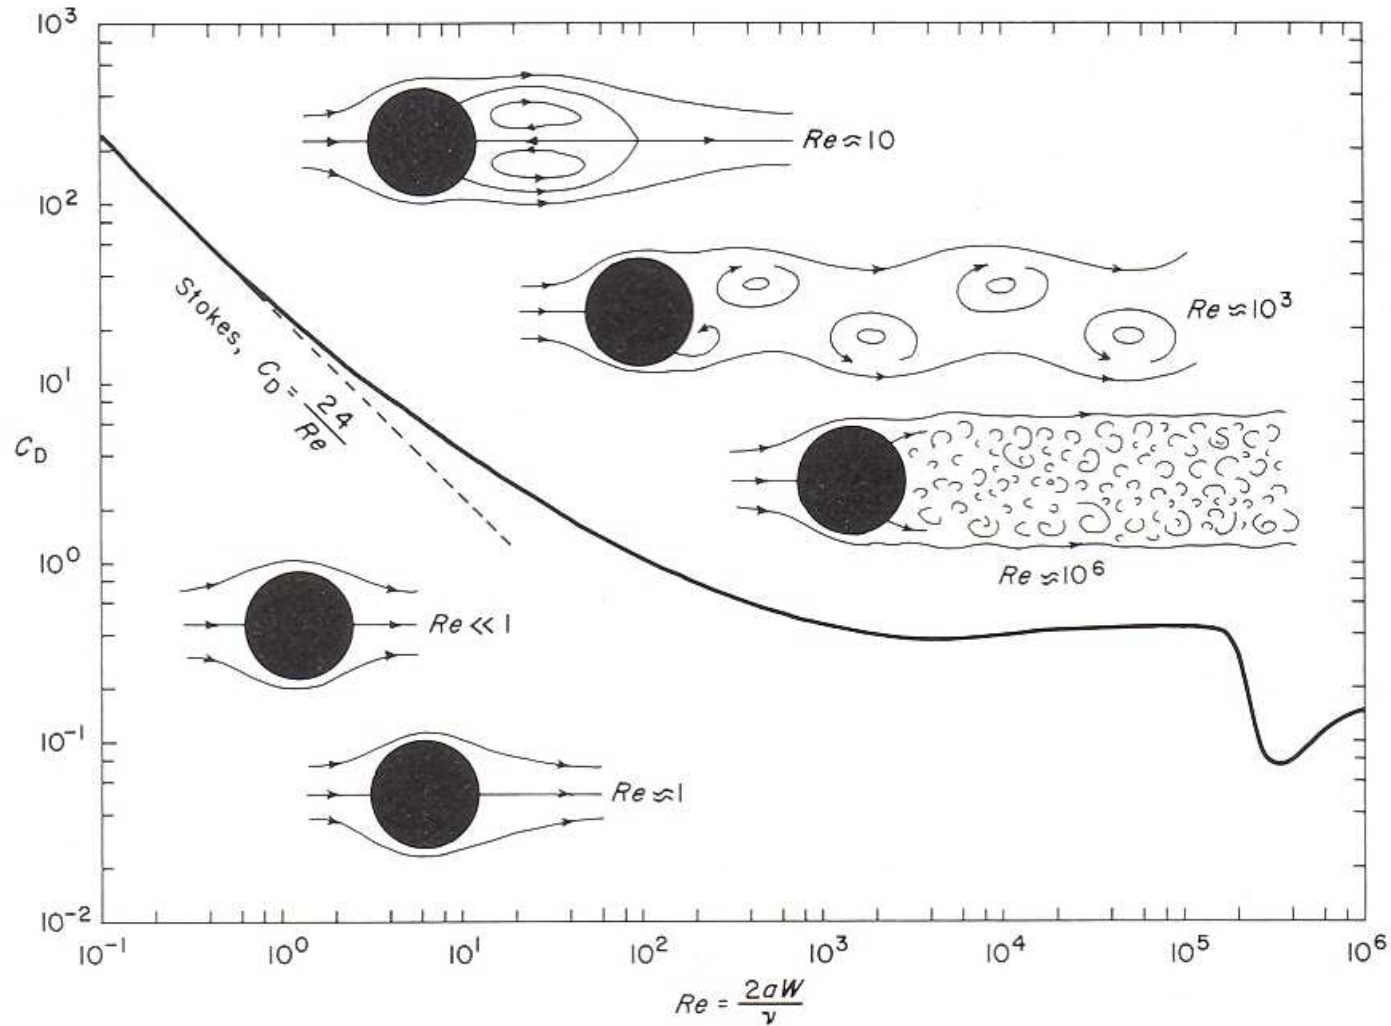 10³
10²
10¹
C_D
10⁰
10⁻¹
10⁻²
Re≈10
Re≈10³
Re≈10⁶
Stokes, C_D = 24/Re
Re≪1
Re≈1
10⁻¹ 10⁰ 10¹ 10² 10³ 10⁴ 10⁵ 10⁶
Re = 2aW/ν